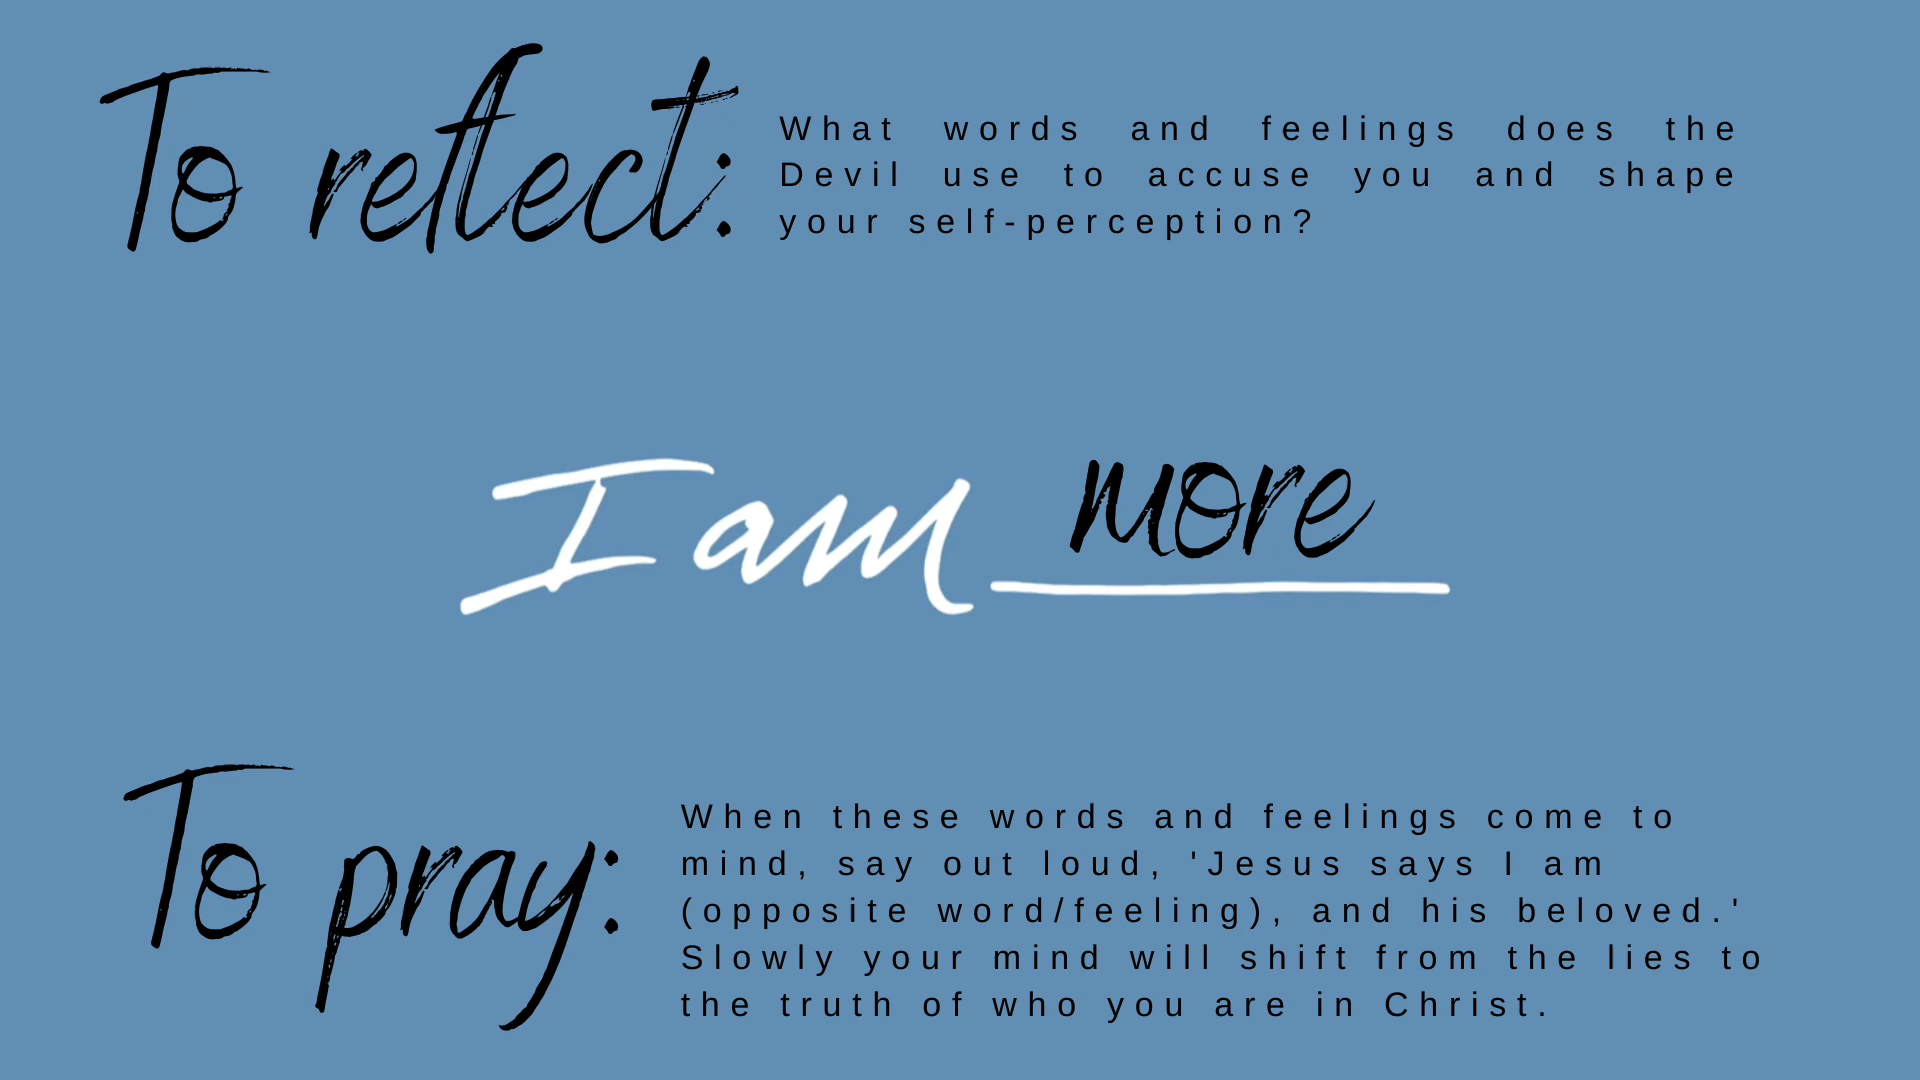 To reflect:
What words and feelings does the
Devil use to accuse you and shape
your self-perception?
I am more
To pray:
When these words and feelings come to
mind, say out loud, 'Jesus says I am
(opposite word/feeling), and his beloved.'
Slowly your mind will shift from the lies to
the truth of who you are in Christ.